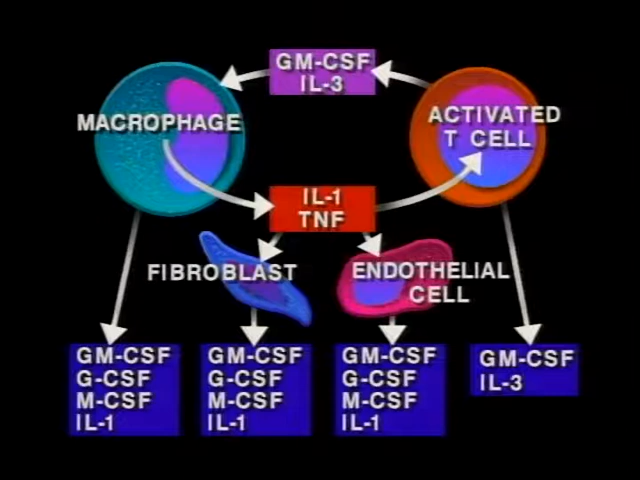 GM-CSF
IL-3
MACROPHAGE
ACTIVATED
T CELL
IL-1
TNF
FIBROBLAST
ENDOTHELIAL
CELL
GM-CSF
G-CSF
M-CSF
IL-1
GM-CSF
G-CSF
M-CSF
IL-1
GM-CSF
G-CSF
M-CSF
IL-1
GM-CSF
IL-3